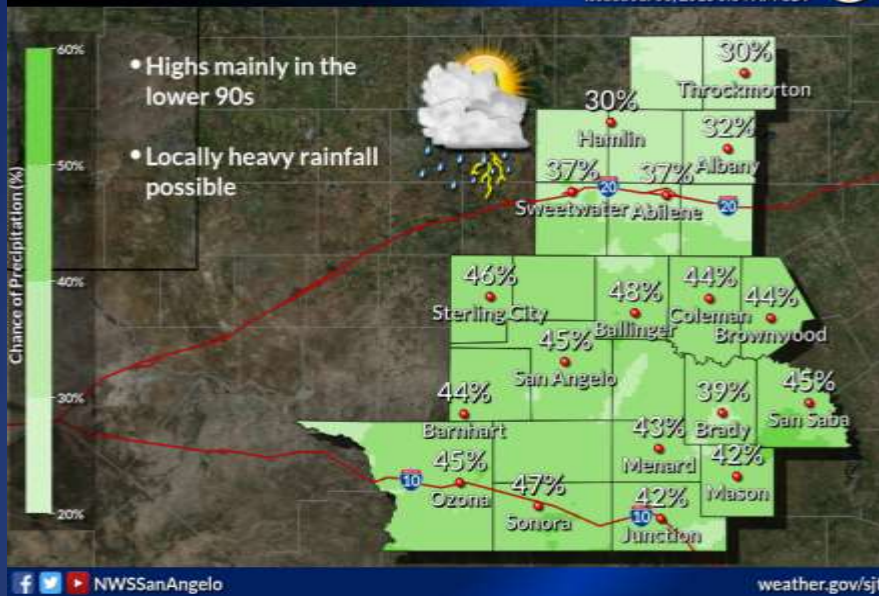 60%
50%
40%
30%
20%
Chance of Precipitation (%)
• Highs mainly in the
lower 90s
• Locally heavy rainfall
possible
30%
Throckmorton
30%
Hamlin
32%
Albany
37%
Sweetwater
37%
Abilene
20
20
46%
Sterling City
48%
Ballinger
44%
Coleman
44%
Brownwood
45%
San Angelo
44%
Barnhart
39%
Brady
45%
San Saba
43%
Menard
42%
Mason
10
45%
Ozona
47%
Sonora
10
42%
Junction
NWSSanAngelo
weather.gov/sjt